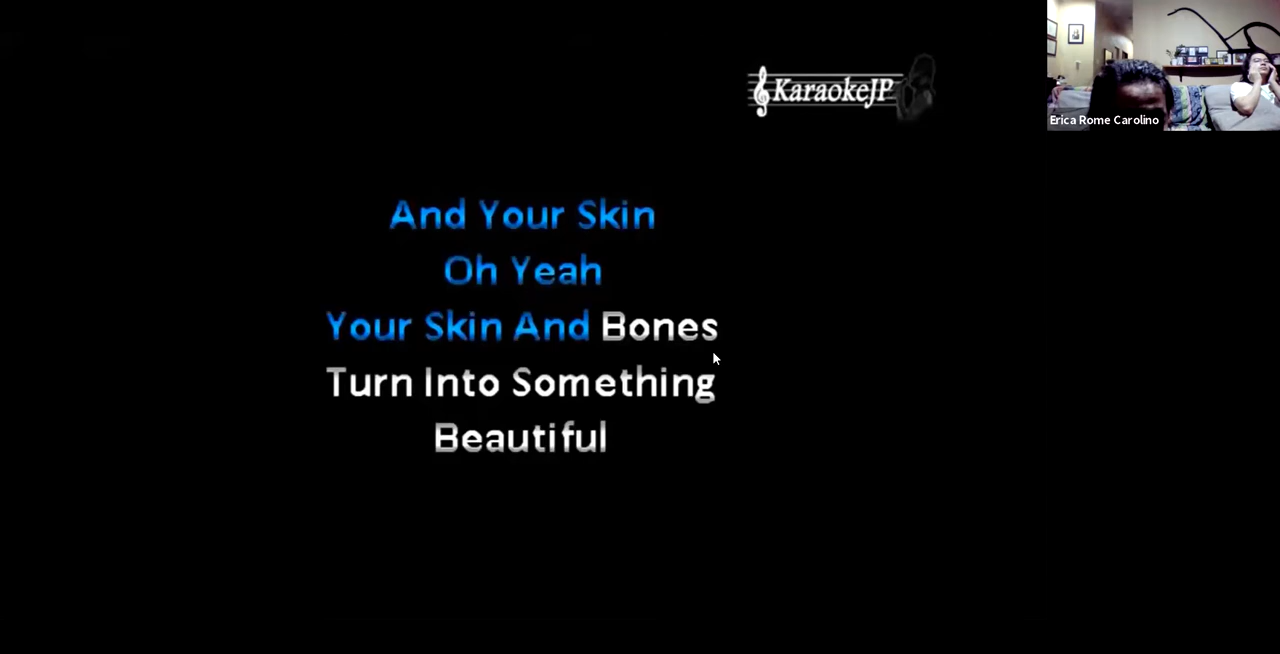 KaraokeJP
Erica Rome Carolino
And Your Skin
Oh Yeah
Your Skin And Bones
Turn Into Something
Beautiful